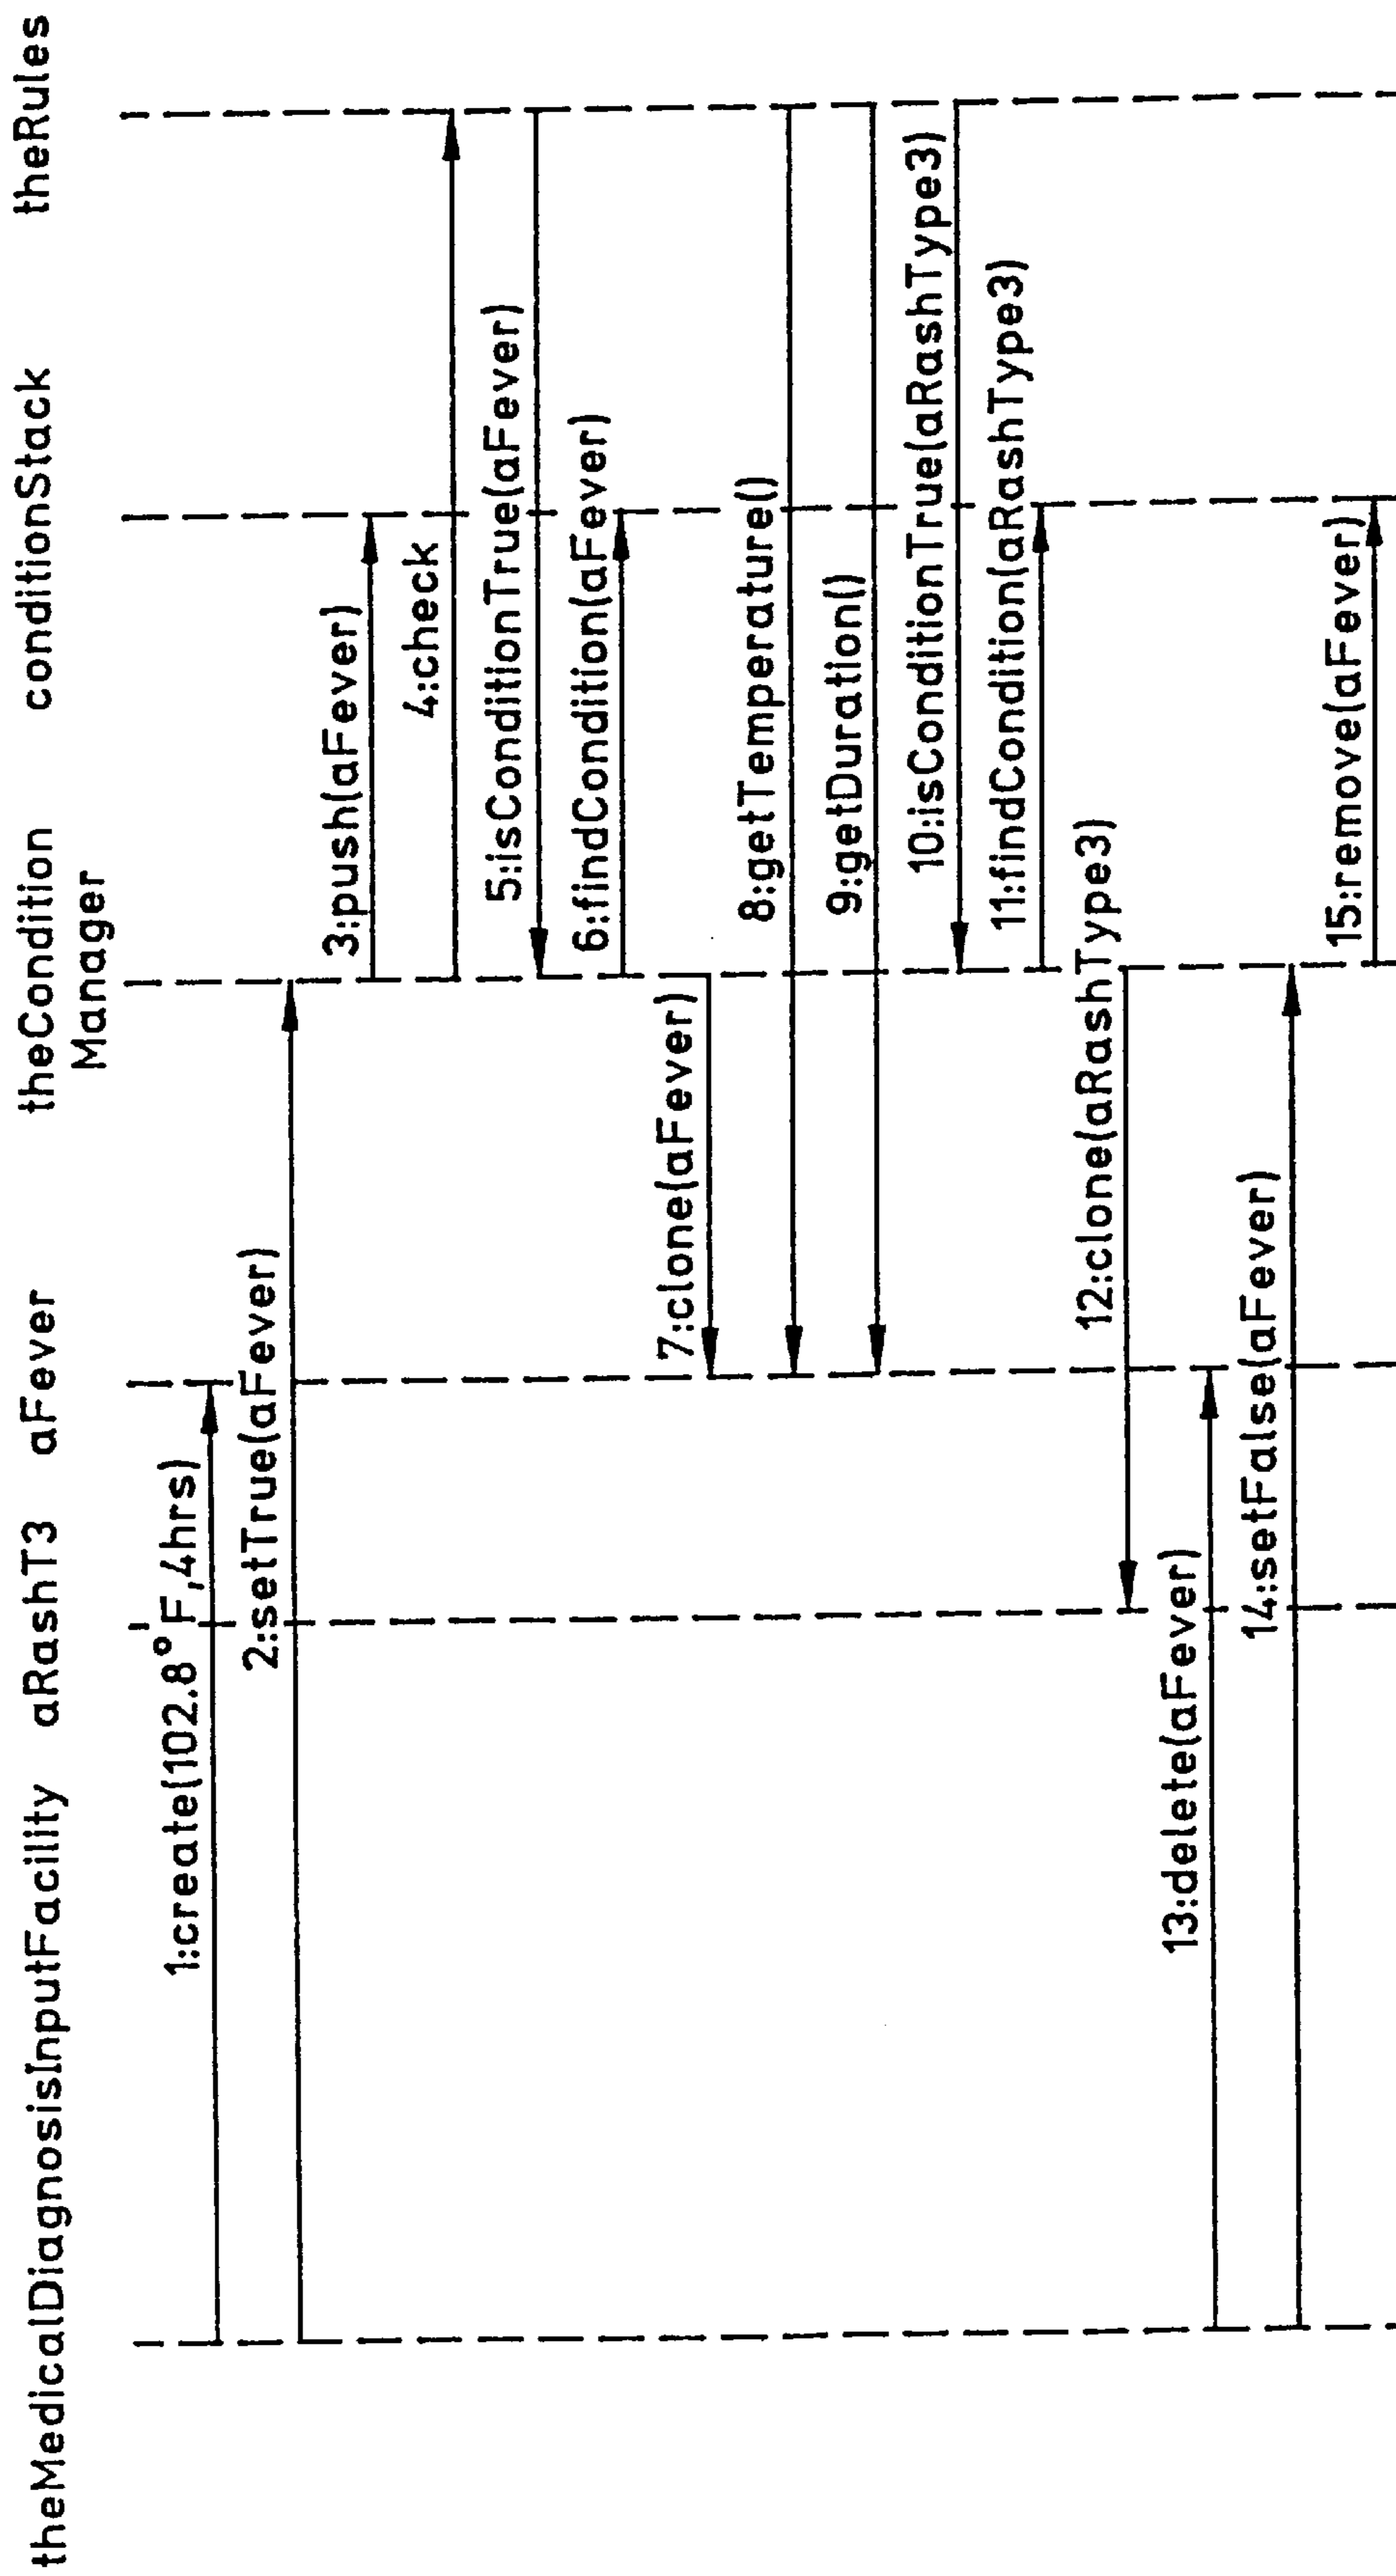 theMedicalDiagnosisInputFacility aRashT3 aFever theCondition conditionStack theRules
Manager
1:create(102.8°F,4hrs)
2:setTrue(aFever)
3:push(aFever)
4:check
5:isConditionTrue(aFever)
6:findCondition(aFever)
7:clone(aFever)
8:getTemperature()
9:getDuration()
10:isConditionTrue(aRashType3)
11:findCondition(aRashType3)
12:clone(aRashType3)
13:delete(aFever)
14:setFalse(aFever)
15:remove(aFever)